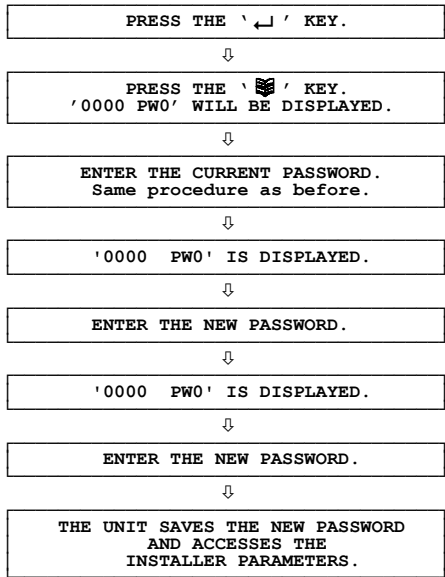 PRESS THE ‵ ↵ ′ KEY.
⇩
PRESS THE ‵ ′ KEY.
′0000 PW0′ WILL BE DISPLAYED.
⇩
ENTER THE CURRENT PASSWORD.
Same procedure as before.
⇩
'0000 PW0' IS DISPLAYED.
⇩
ENTER THE NEW PASSWORD.
⇩
'0000 PW0' IS DISPLAYED.
⇩
ENTER THE NEW PASSWORD.
⇩
THE UNIT SAVES THE NEW PASSWORD
AND ACCESSES THE
INSTALLER PARAMETERS.